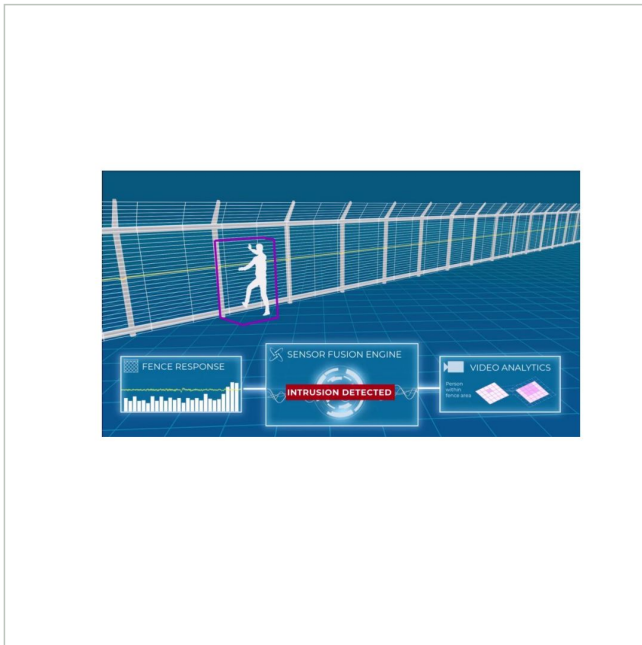 FENCE RESPONSE
SENSOR FUSION ENGINE
INTRUSION DETECTED
VIDEO ANALYTICS
Person
within
fence area